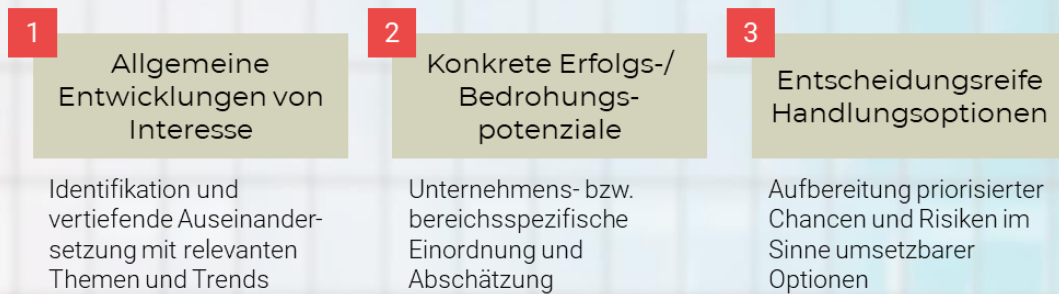 1
Allgemeine
Entwicklungen von
Interesse
Identifikation und
vertiefende Auseinander-
setzung mit relevanten
Themen und Trends
2
Konkrete Erfolgs-/
Bedrohungs-
potenziale
Unternehmens- bzw.
bereichsspezifische
Einordnung und
Abschätzung
3
Entscheidungsreife
Handlungsoptionen
Aufbereitung priorisierter
Chancen und Risiken im
Sinne umsetzbarer
Optionen